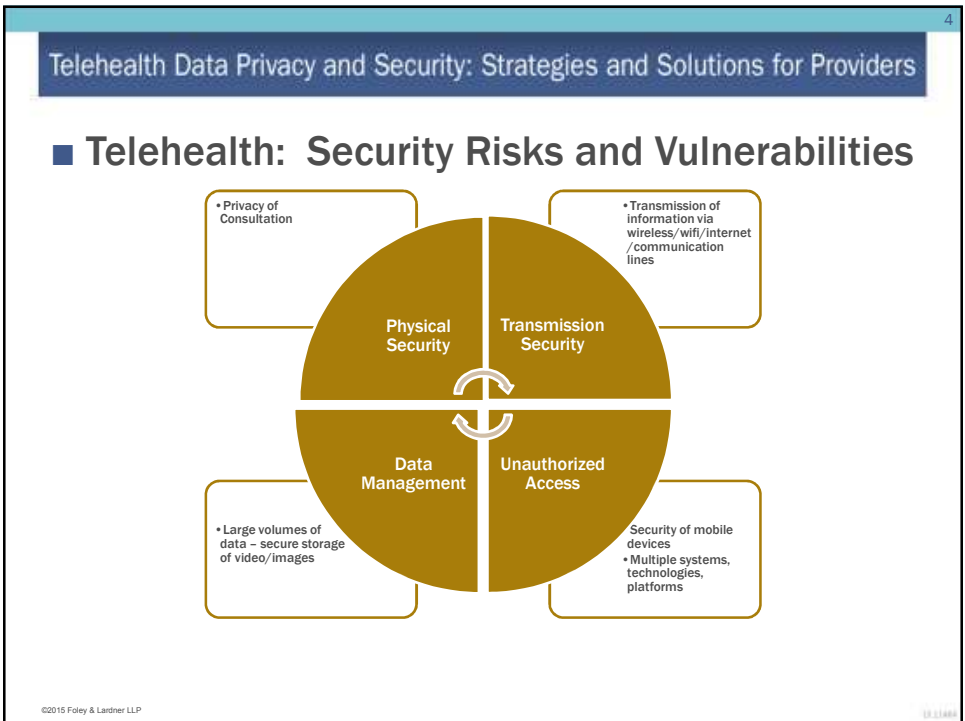 4
Telehealth Data Privacy and Security: Strategies and Solutions for Providers
■ Telehealth: Security Risks and Vulnerabilities
•Privacy of
Consultation
•Transmission of
information via
wireless/wifi/internet
/communication
lines
Physical
Security
Transmission
Security
Data
Management
Unauthorized
Access
•Large volumes of
data – secure storage
of video/images
Security of mobile
devices
•Multiple systems,
technologies,
platforms
©2015 Foley & Lardner LLP